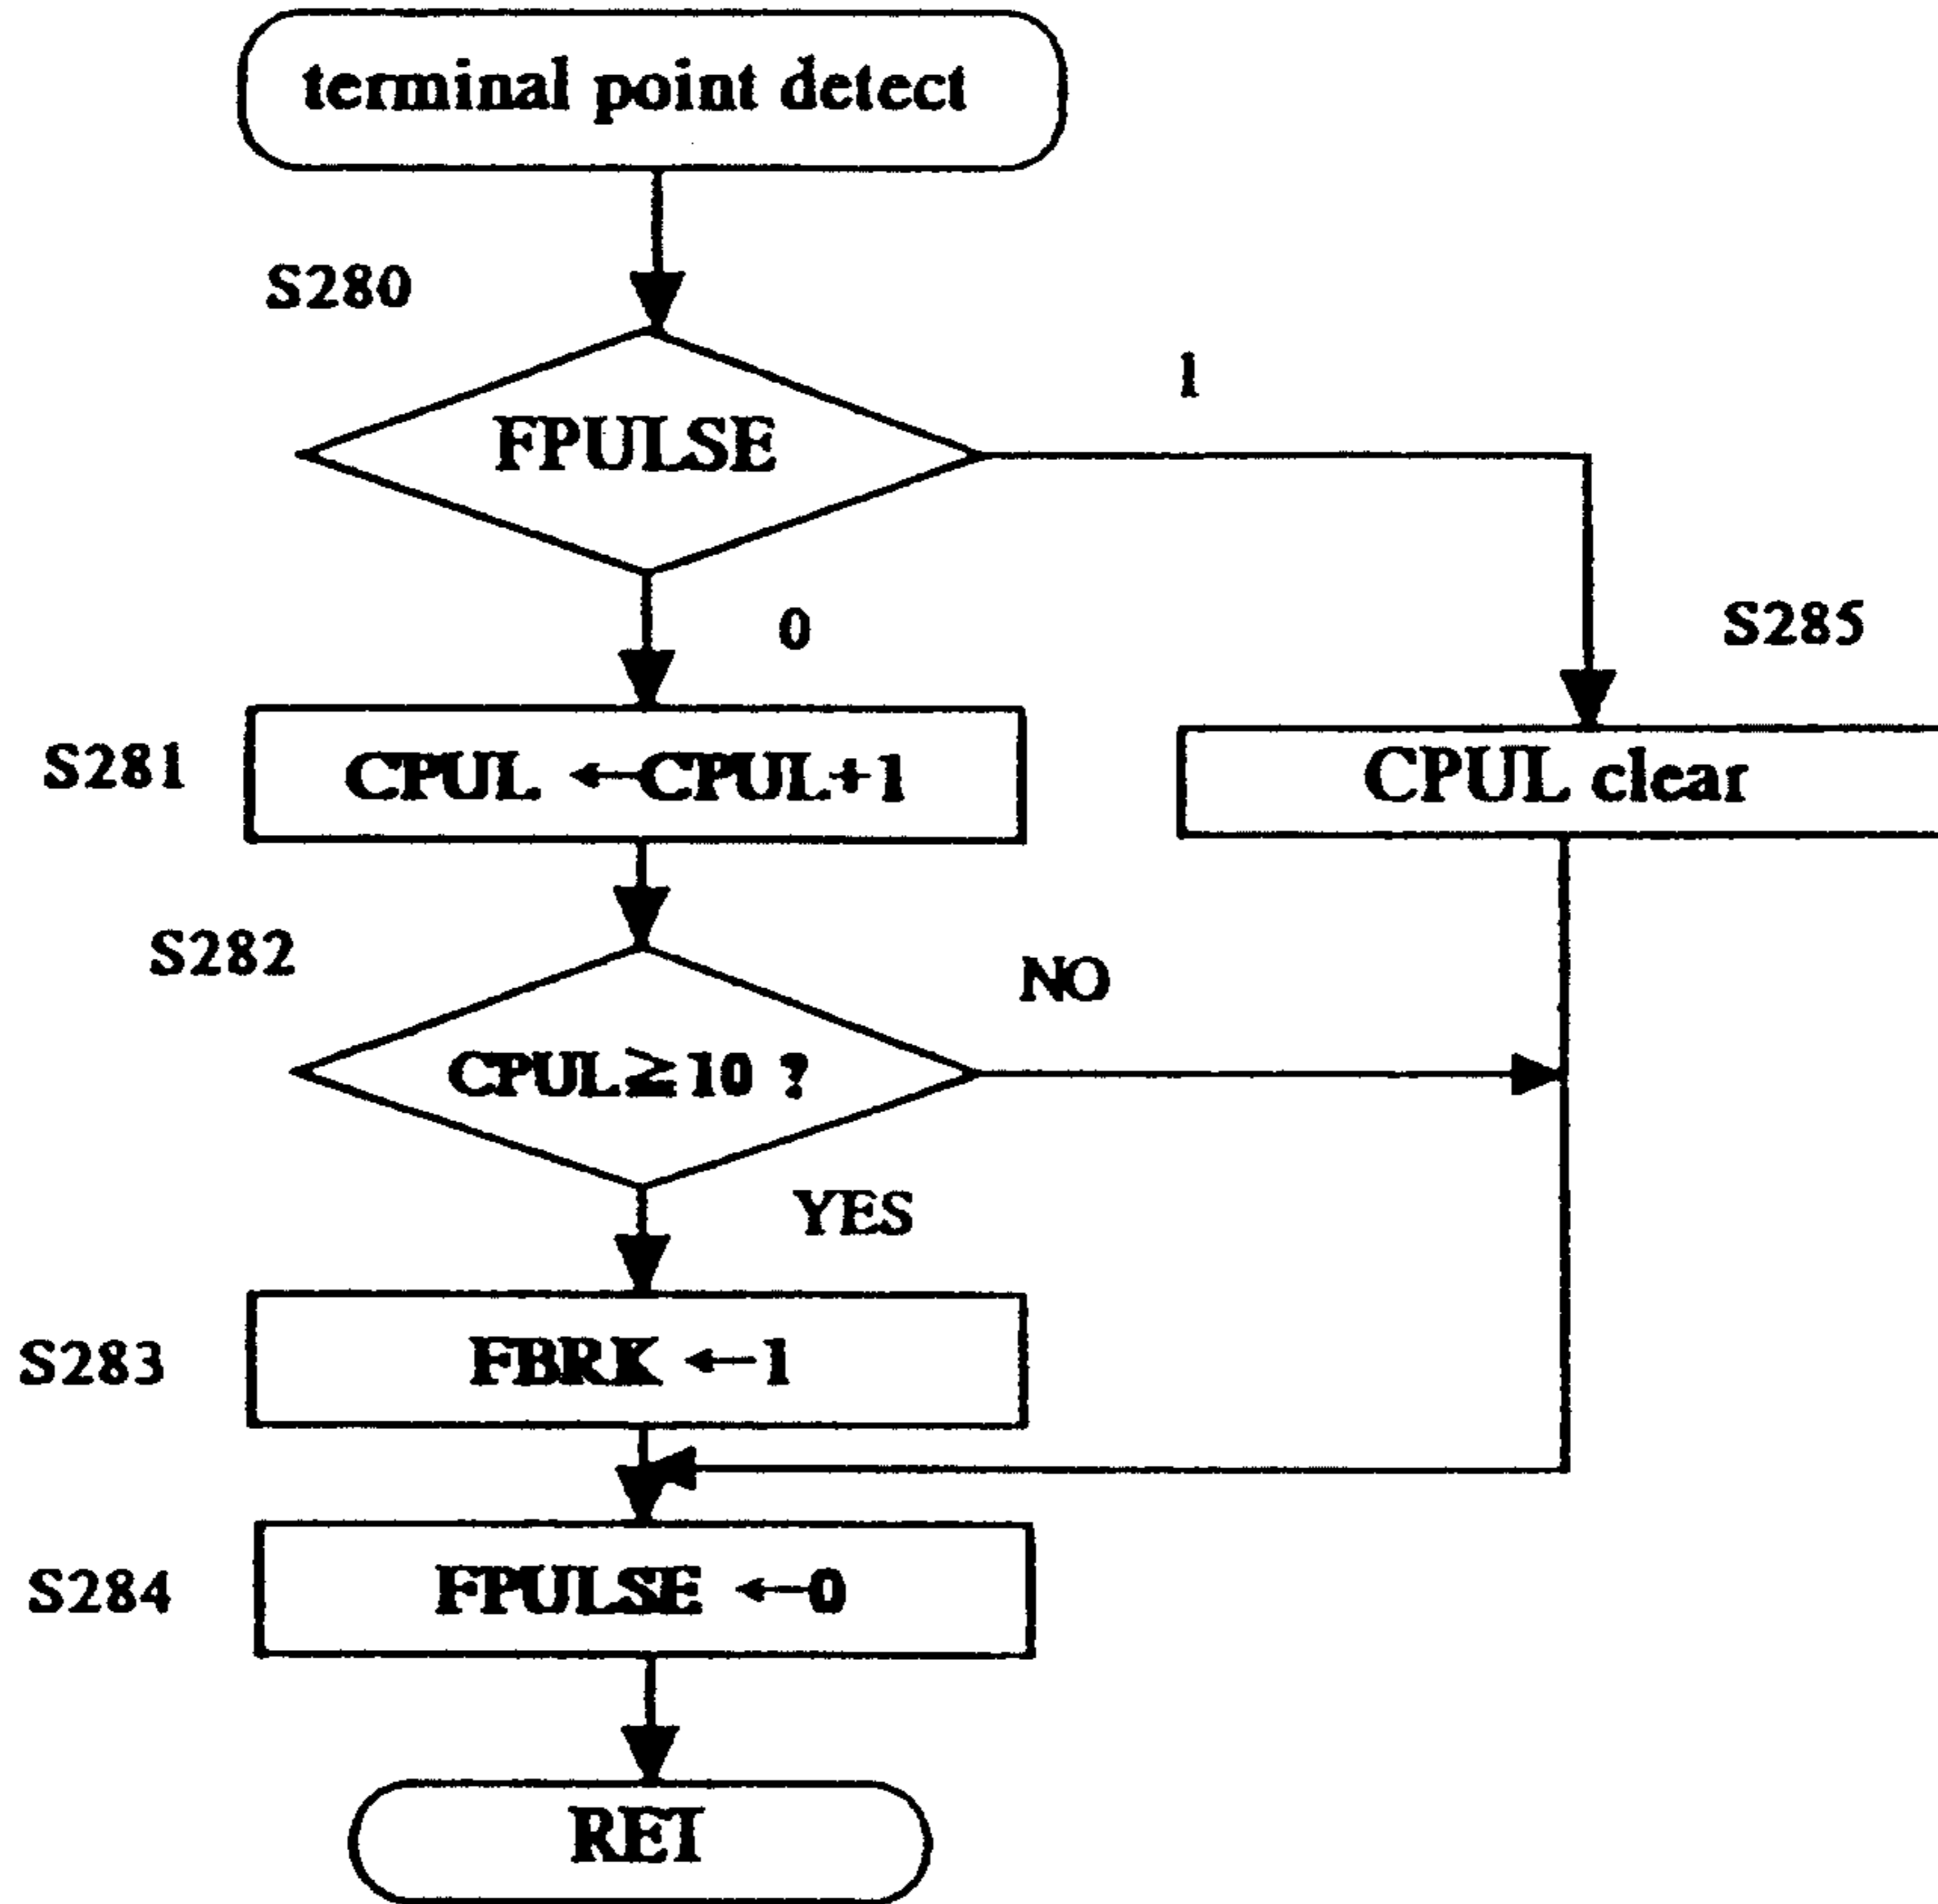 terminal point detect
S280
FPULSE
1
0
S285
S281
CPUL ←CPUL+1
CPUL clear
S282
NO
CPUL≧10 ?
YES
S283
FBRK ←1
S284
FPULSE ←0
RET